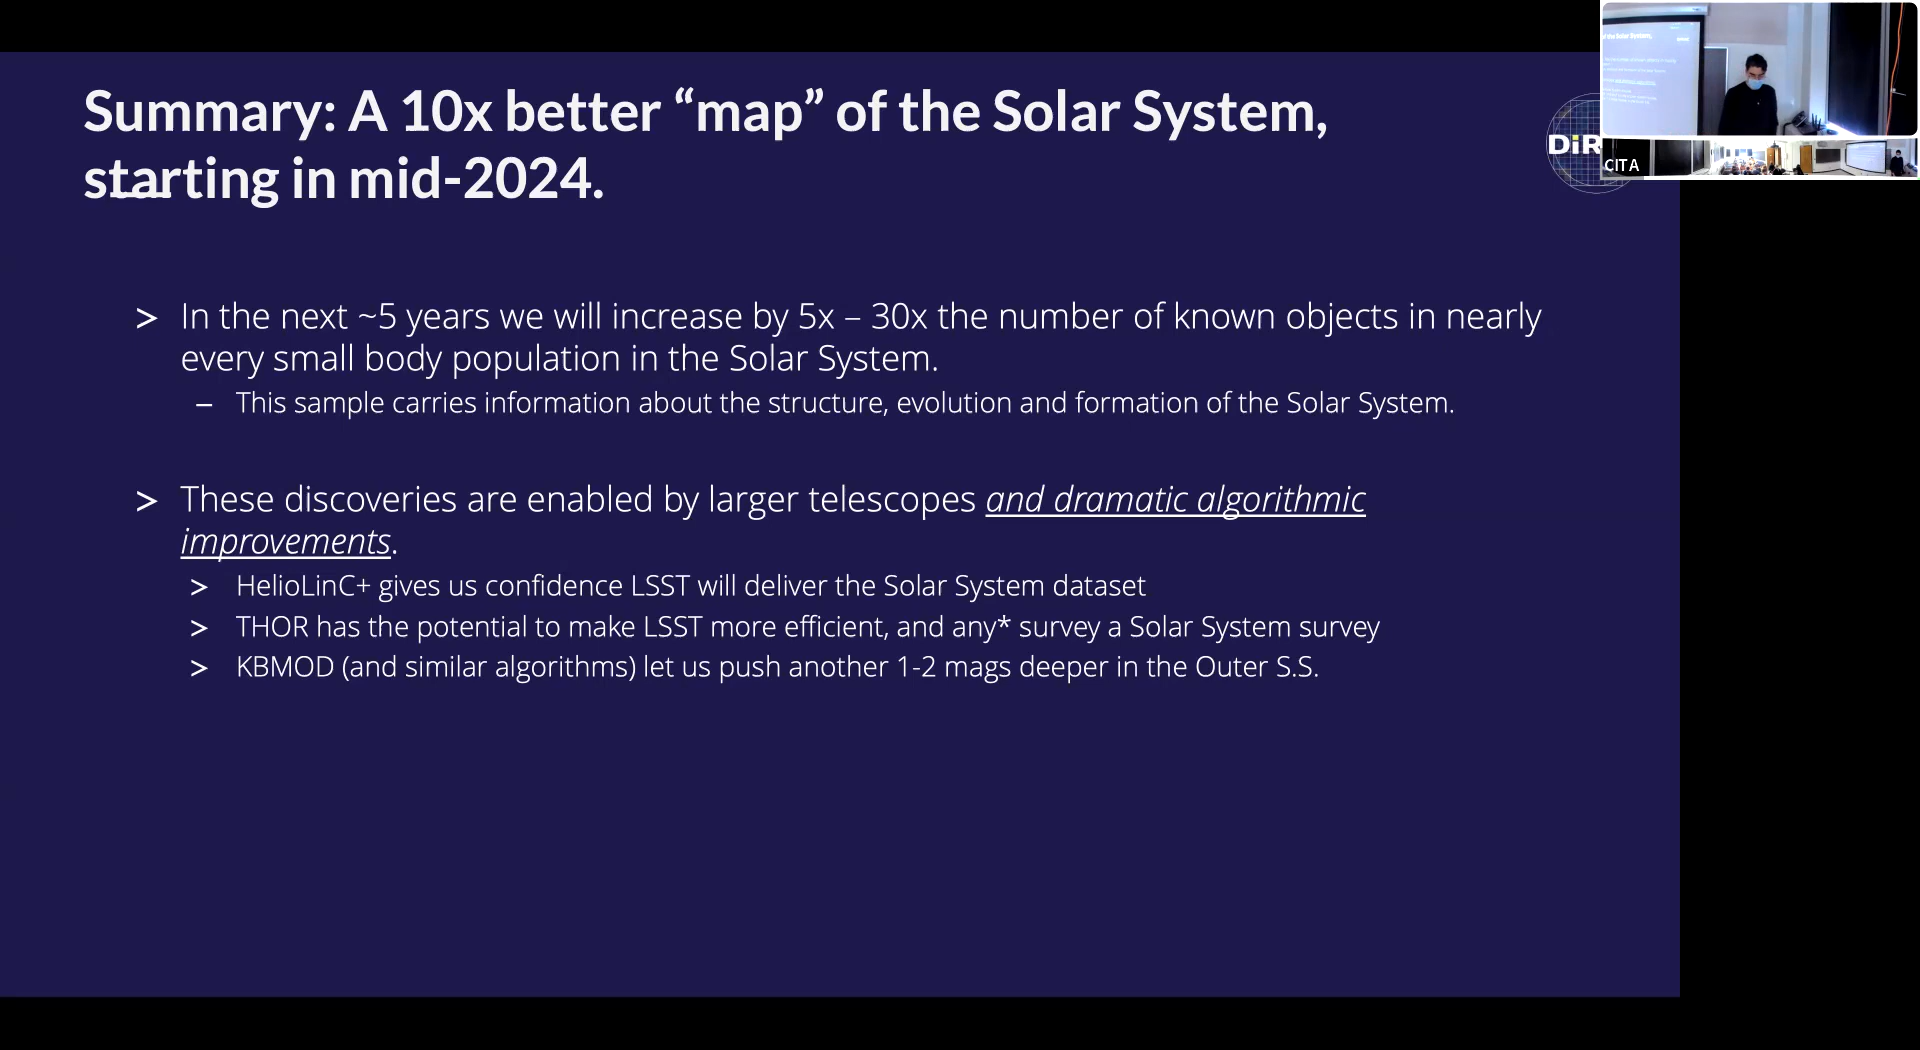 Summary: A 10x better “map” of the Solar System,
starting in mid-2024.
> In the next ~5 years we will increase by 5x – 30x the number of known objects in nearly
every small body population in the Solar System.
– This sample carries information about the structure, evolution and formation of the Solar System.
> These discoveries are enabled by larger telescopes and dramatic algorithmic
improvements.
> HelioLinC+ gives us confidence LSST will deliver the Solar System dataset
> THOR has the potential to make LSST more efficient, and any* survey a Solar System survey
> KBMOD (and similar algorithms) let us push another 1-2 mags deeper in the Outer S.S.
CITA